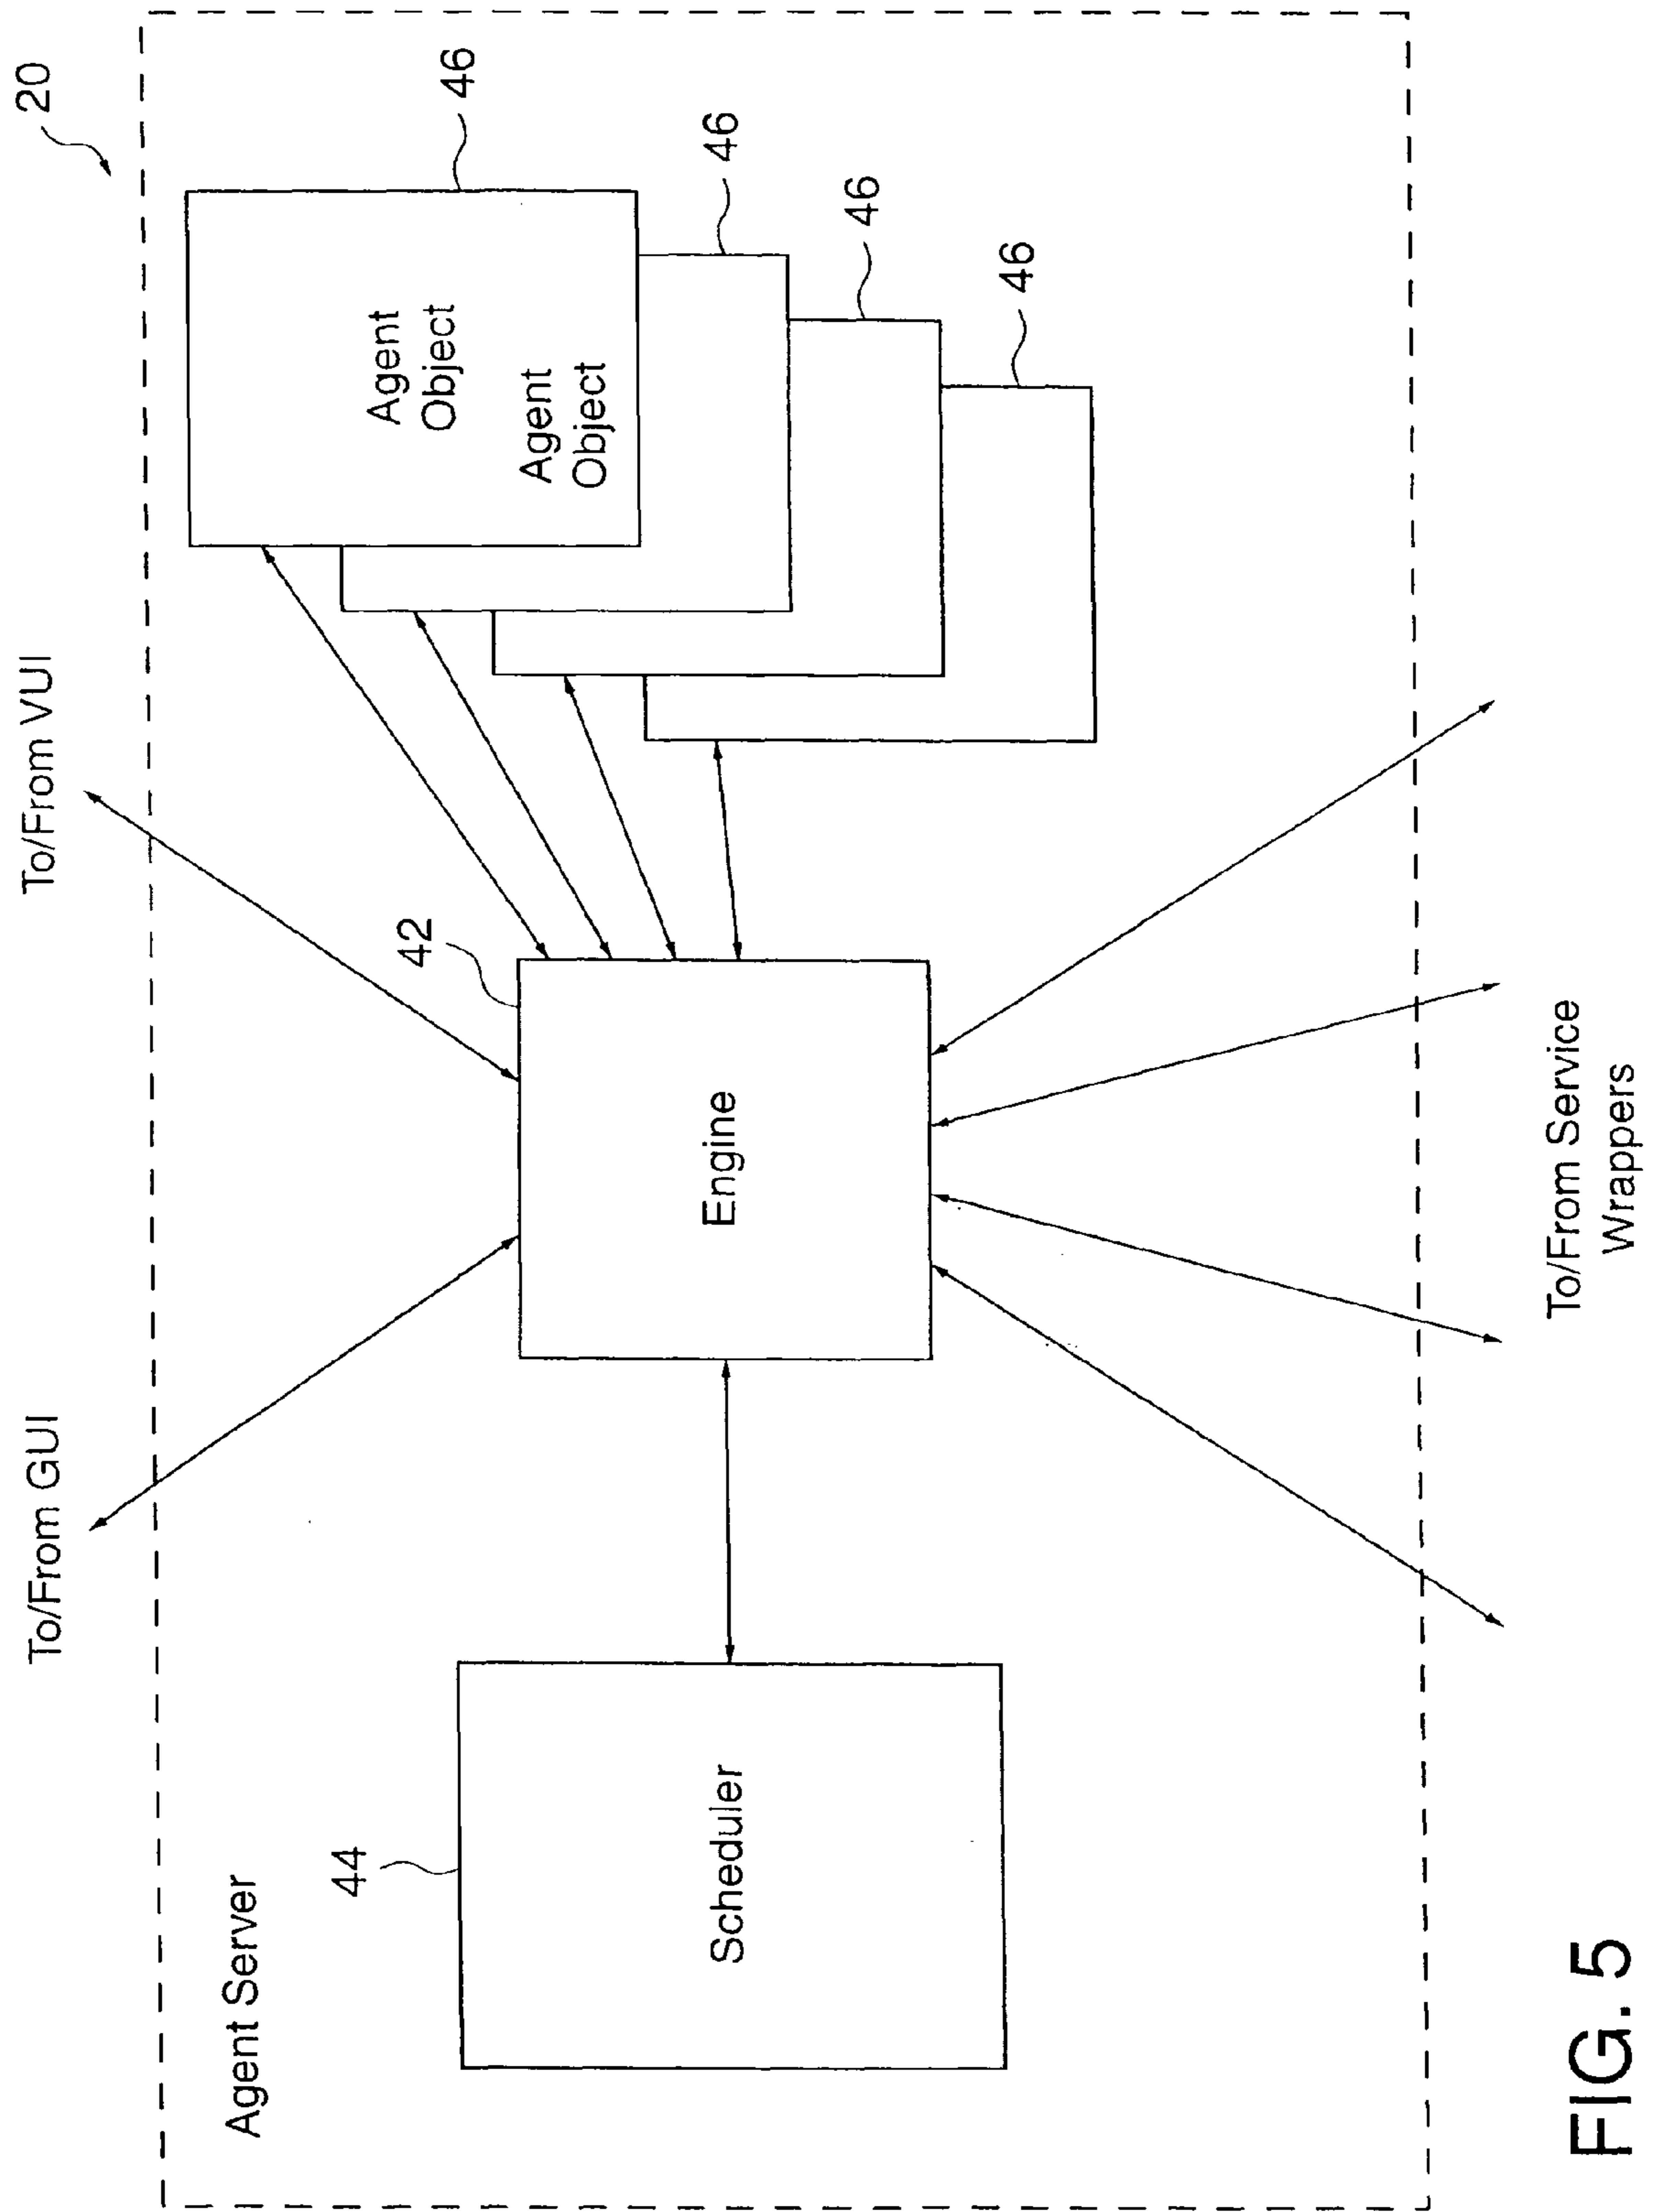 To/From GUI
To/From VUI
20
Agent Server
44
Scheduler
42
Engine
Agent
Object
Agent
Object
46
46
46
46
To/From Service
Wrappers
FIG. 5